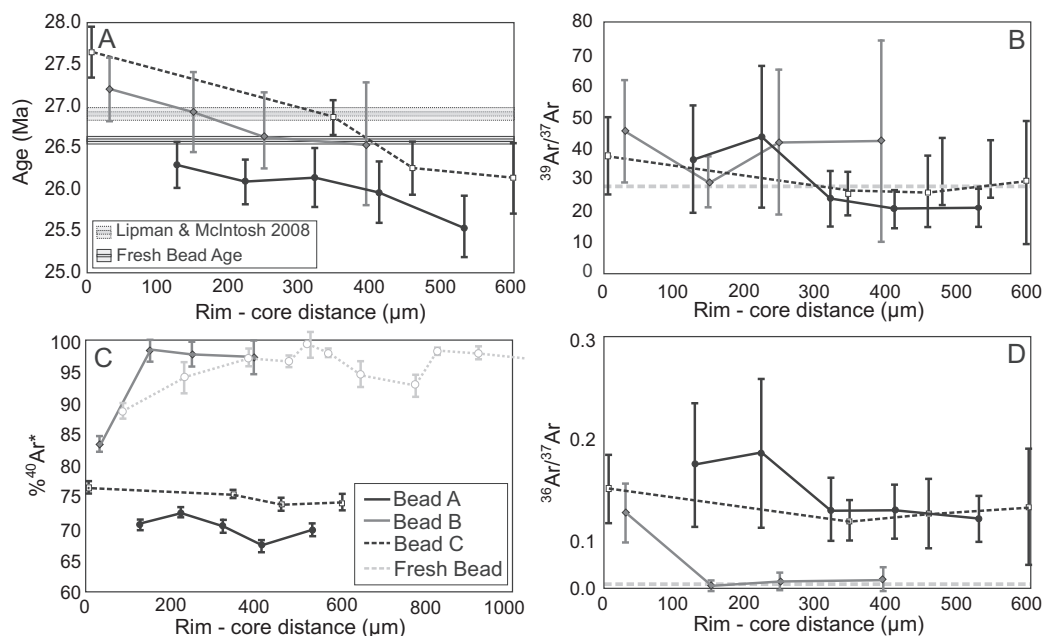 A
Age (Ma)
28.0
27.5
27.0
26.5
26.0
25.5
25.0
Lipman & McIntosh 2008
Fresh Bead Age
0 100 200 300 400 500 600
Rim - core distance (µm)
B
39Ar/37Ar
80
70
60
50
40
30
20
10
0
0 100 200 300 400 500 600
Rim - core distance (µm)
C
%40Ar*
100
95
90
85
80
75
70
65
60
Bead A
Bead B
Bead C
Fresh Bead
0 200 400 600 800 1000
Rim - core distance (µm)
D
36Ar/37Ar
0.3
0.2
0.1
0.0
0 100 200 300 400 500 600
Rim - core distance (µm)